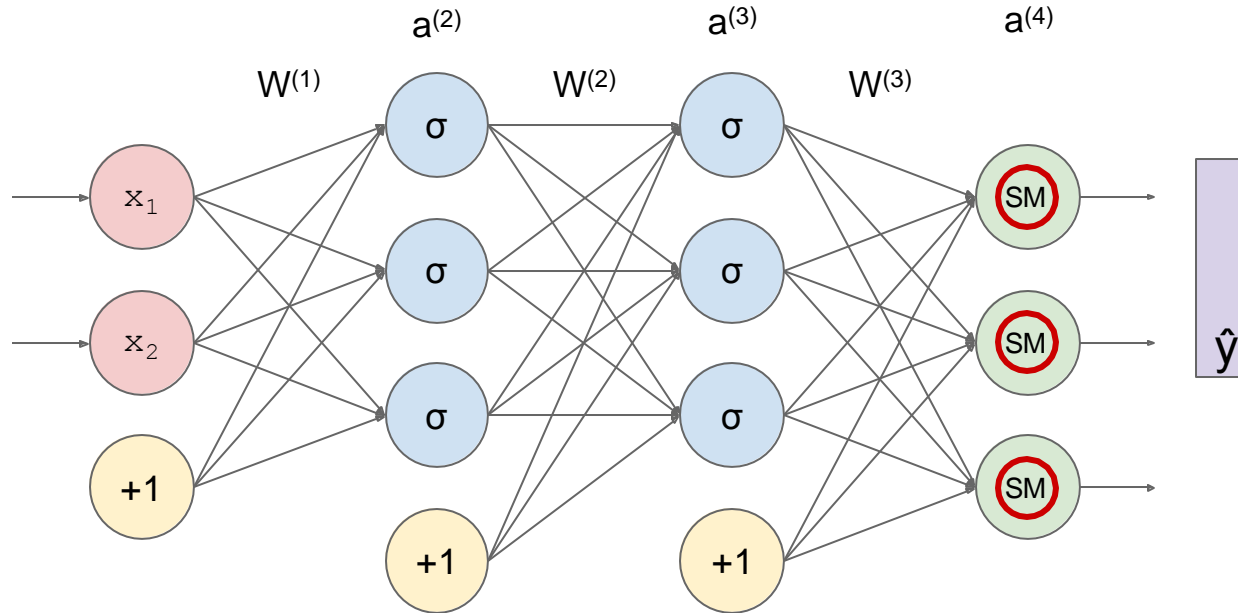 a⁽²⁾ a⁽³⁾ a⁽⁴⁾
W⁽¹⁾ W⁽²⁾ W⁽³⁾
σ σ
x₁ SM
σ σ
x₂ SM ŷ
σ σ
+1 SM
+1 +1